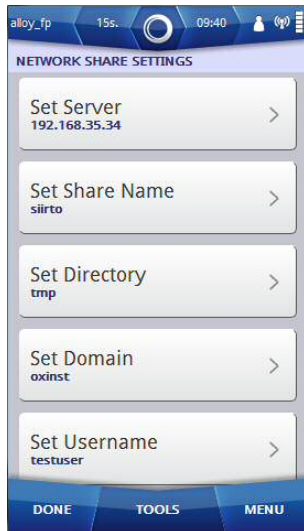 alloy_fp 15s. 09:40
NETWORK SHARE SETTINGS
Set Server
192.168.35.34
Set Share Name
siirto
Set Directory
tmp
Set Domain
oxinst
Set Username
testuser
DONE TOOLS MENU